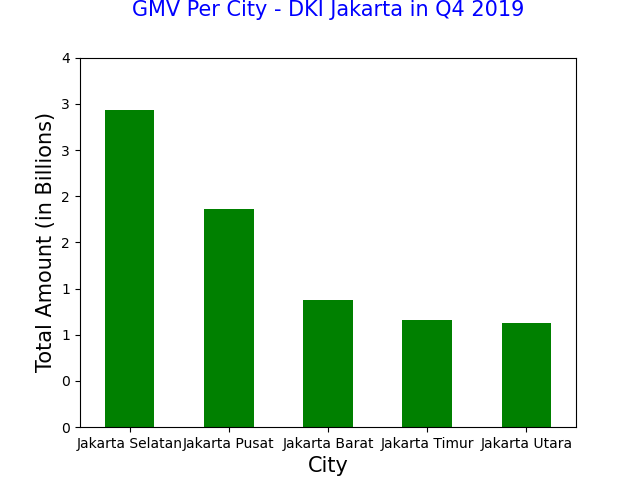 GMV Per City - DKI Jakarta in Q4 2019
Total Amount (in Billions)
4
3
3
2
2
1
1
0
0
Jakarta Selatan Jakarta Pusat Jakarta Barat Jakarta Timur Jakarta Utara
City